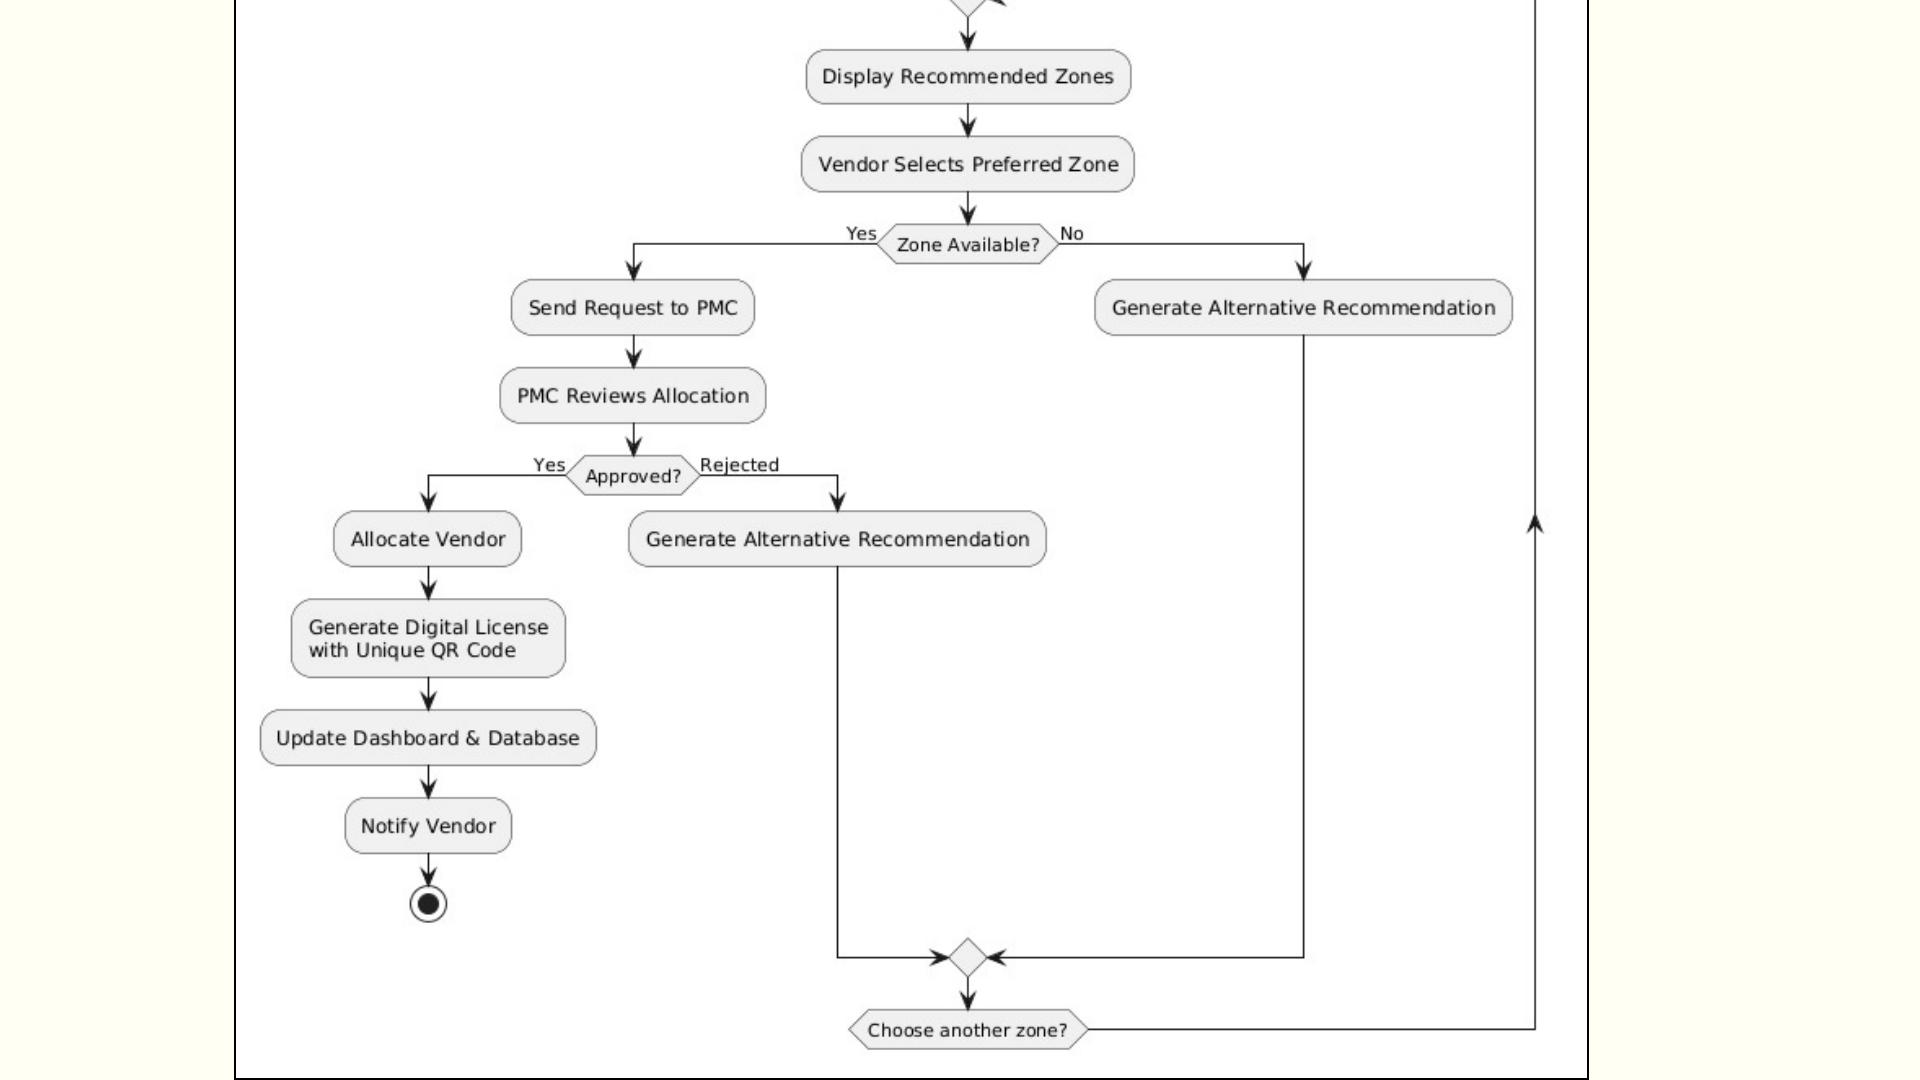 Display Recommended Zones
Vendor Selects Preferred Zone
Yes
Zone Available?
No
Send Request to PMC
Generate Alternative Recommendation
PMC Reviews Allocation
Yes
Approved?
Rejected
Allocate Vendor
Generate Alternative Recommendation
Generate Digital License
with Unique QR Code
Update Dashboard & Database
Notify Vendor
Choose another zone?